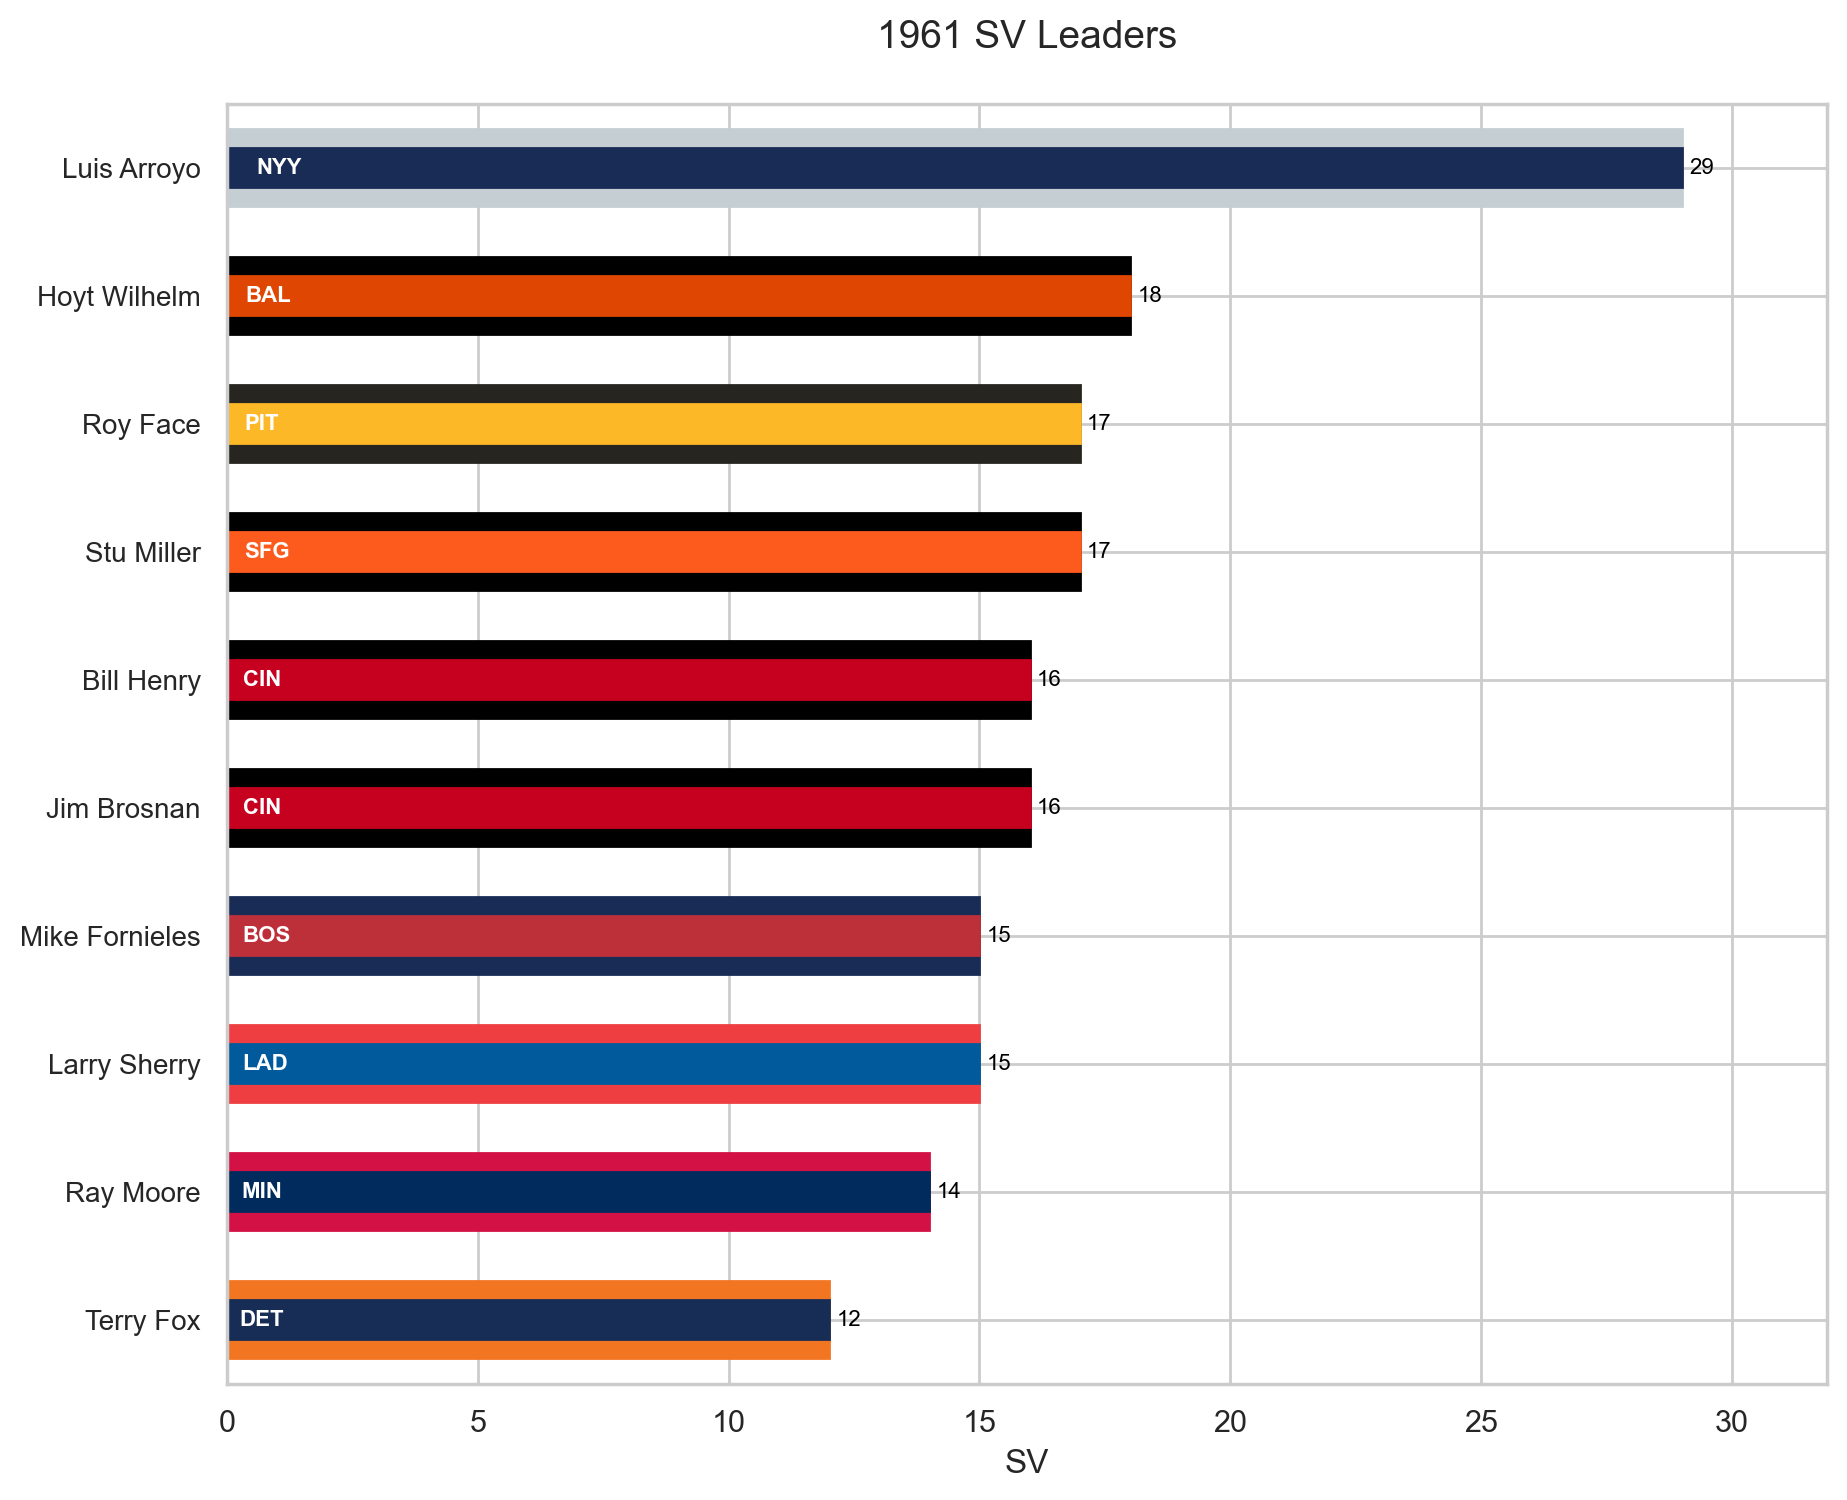 1961 SV Leaders
Luis Arroyo NYY 29
Hoyt Wilhelm BAL 18
Roy Face PIT 17
Stu Miller SFG 17
Bill Henry CIN 16
Jim Brosnan CIN 16
Mike Fornieles BOS 15
Larry Sherry LAD 15
Ray Moore MIN 14
Terry Fox DET 12
0 5 10 15 20 25 30
SV